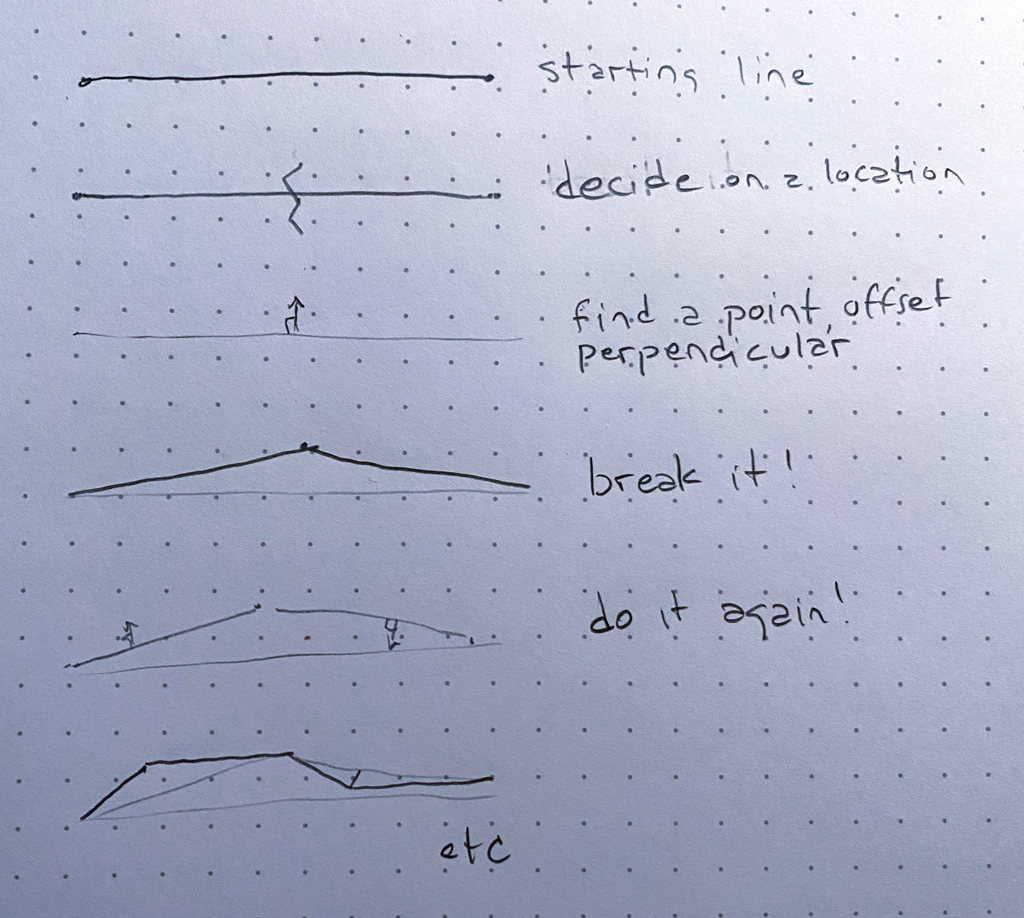 starting line
decide on a location
find a point, offset
perpendicular
break it!
do it again!
etc